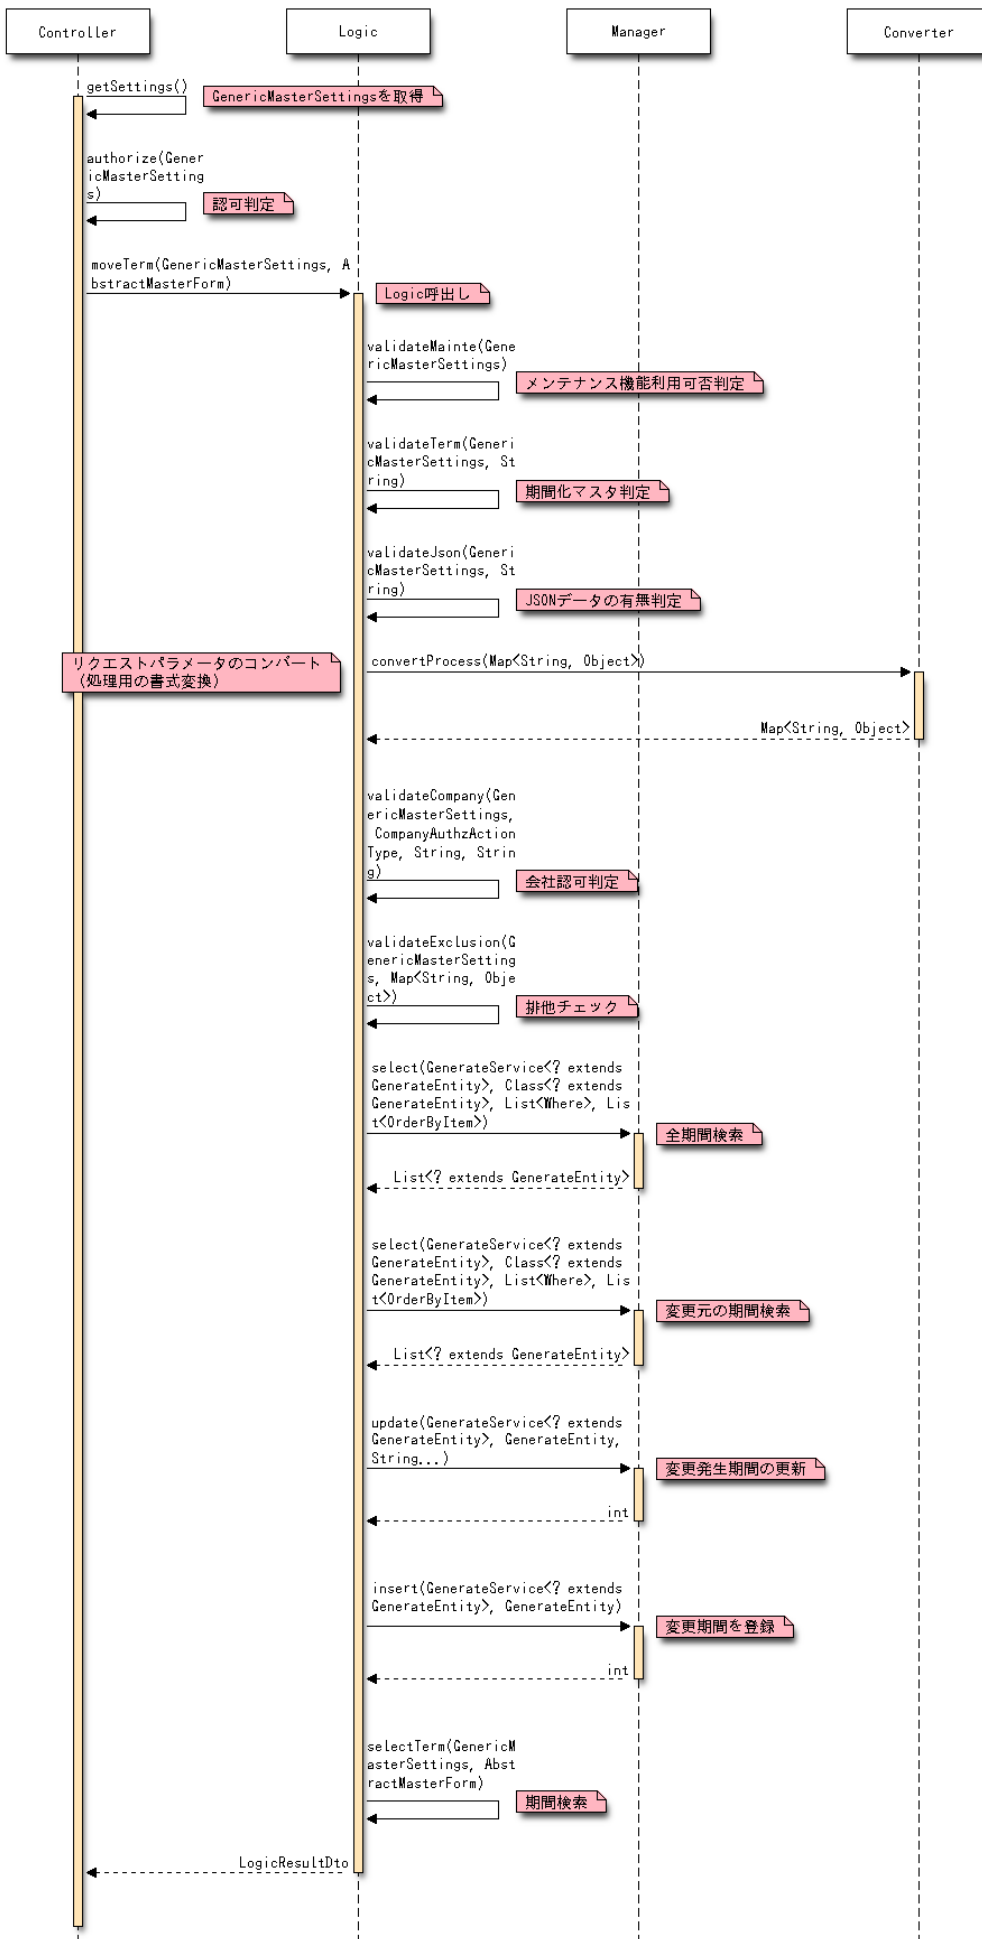 Controller
Logic
Manager
Converter
getSettings()
GenericMasterSettingsを取得
authorize(Gener
icMasterSetting
s)
認可判定
moveTerm(GenericMasterSettings, A
bstractMasterForm)
Logic呼出し
validateMainte(Gene
ricMasterSettings)
メンテナンス機能利用可否判定
validateTerm(Generi
cMasterSettings, St
ring)
期間化マスタ判定
validateJson(Generi
cMasterSettings, St
ring)
JSONデータの有無判定
リクエストパラメータのコンバート
（処理用の書式変換）
convertProcess(Map<String, Object>)
Map<String, Object>
validateCompany(Gen
ericMasterSettings,
CompanyAuthzAction
Type, String, Strin
g)
会社認可判定
validateExclusion(G
enericMasterSetting
s, Map<String, Obje
ct>)
排他チェック
select(GenerateService<? extends
GenerateEntity>, Class<? extends
GenerateEntity>, List<Where>, Lis
t<OrderByItem>)
全期間検索
List<? extends GenerateEntity>
select(GenerateService<? extends
GenerateEntity>, Class<? extends
GenerateEntity>, List<Where>, Lis
t<OrderByItem>)
変更元の期間検索
List<? extends GenerateEntity>
update(GenerateService<? extends
GenerateEntity>, GenerateEntity,
String...)
変更発生期間の更新
int
insert(GenerateService<? extends
GenerateEntity>, GenerateEntity)
変更期間を登録
int
selectTerm(GenericM
asterSettings, Abst
ractMasterForm)
期間検索
LogicResultDto